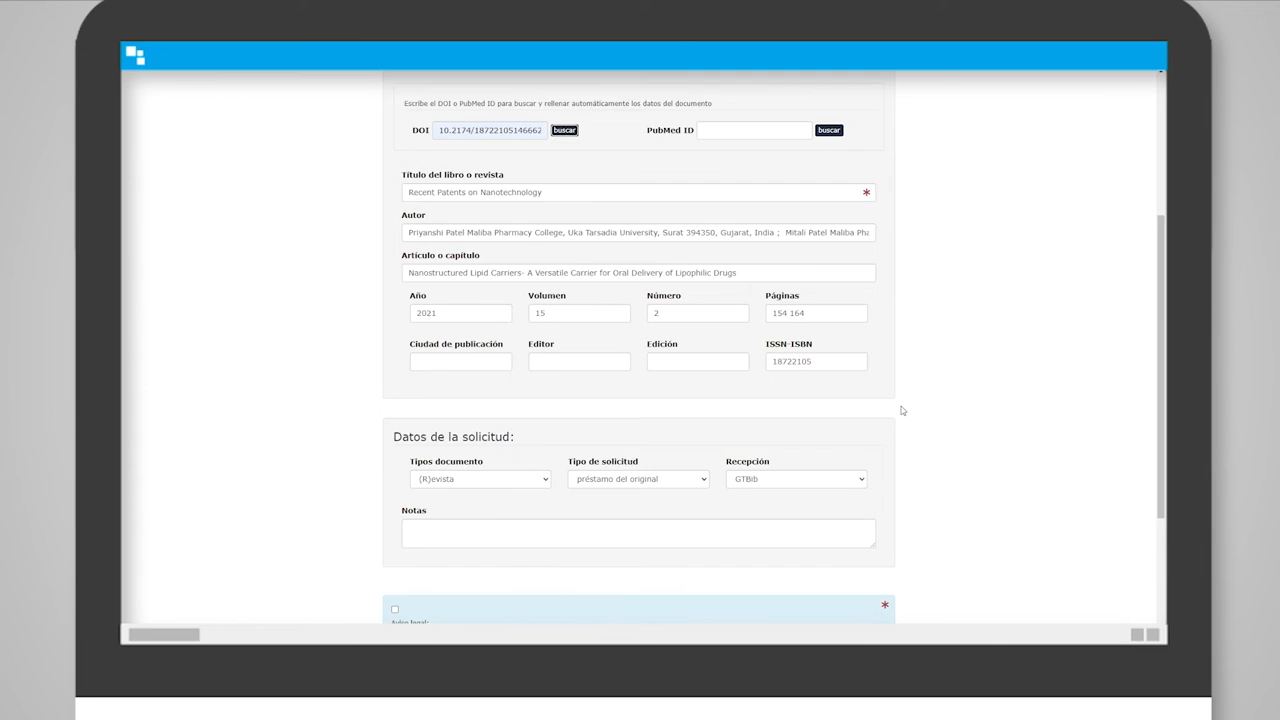 Escribe el DOI o PubMed ID para buscar y rellenar automáticamente los datos del documento
DOI 10.2174/18722105146662 buscar PubMed ID buscar
Título del libro o revista
Recent Patents on Nanotechnology *
Autor
Priyanshi Patel Maliba Pharmacy College, Uka Tarsadia University, Surat 394350, Gujarat, India ; Mitali Patel Maliba Pha
Artículo o capítulo
Nanostructured Lipid Carriers- A Versatile Carrier for Oral Delivery of Lipophilic Drugs
Año Volumen Número Páginas
2021 15 2 154 164
Ciudad de publicación Editor Edición ISSN-ISBN
18722105
Datos de la solicitud:
Tipos documento Tipo de solicitud Recepción
(R)evista préstamo del original GTBib
Notas
*
Aviso legal: